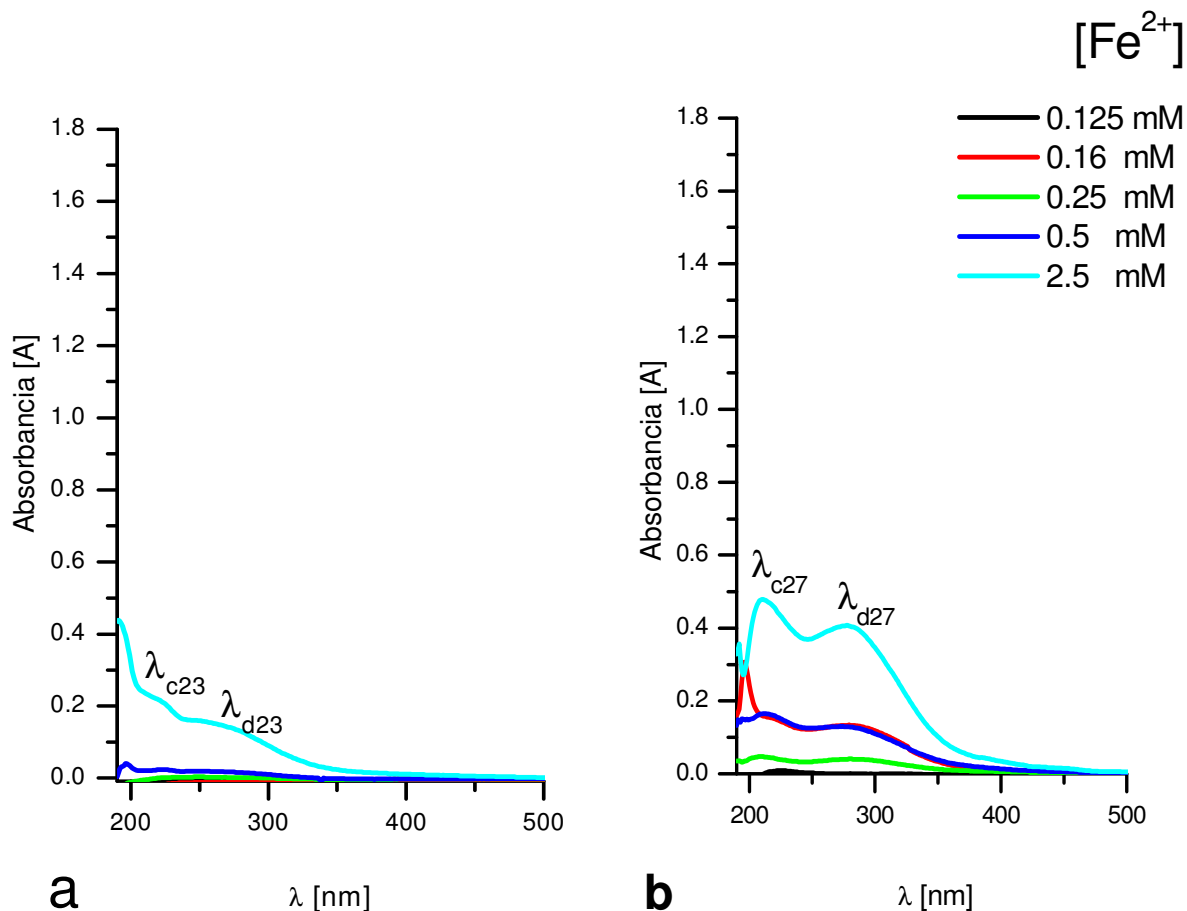 [Fe2+]
0.125 mM
0.16 mM
0.25 mM
0.5 mM
2.5 mM
Absorbancia [A]
1.8
1.6
1.4
1.2
1.0
0.8
0.6
0.4
0.2
0.0
λc23
λd23
200 300 400 500
a
λ [nm]
Absorbancia [A]
1.8
1.6
1.4
1.2
1.0
0.8
0.6
0.4
0.2
0.0
λc27
λd27
200 300 400 500
b
λ [nm]